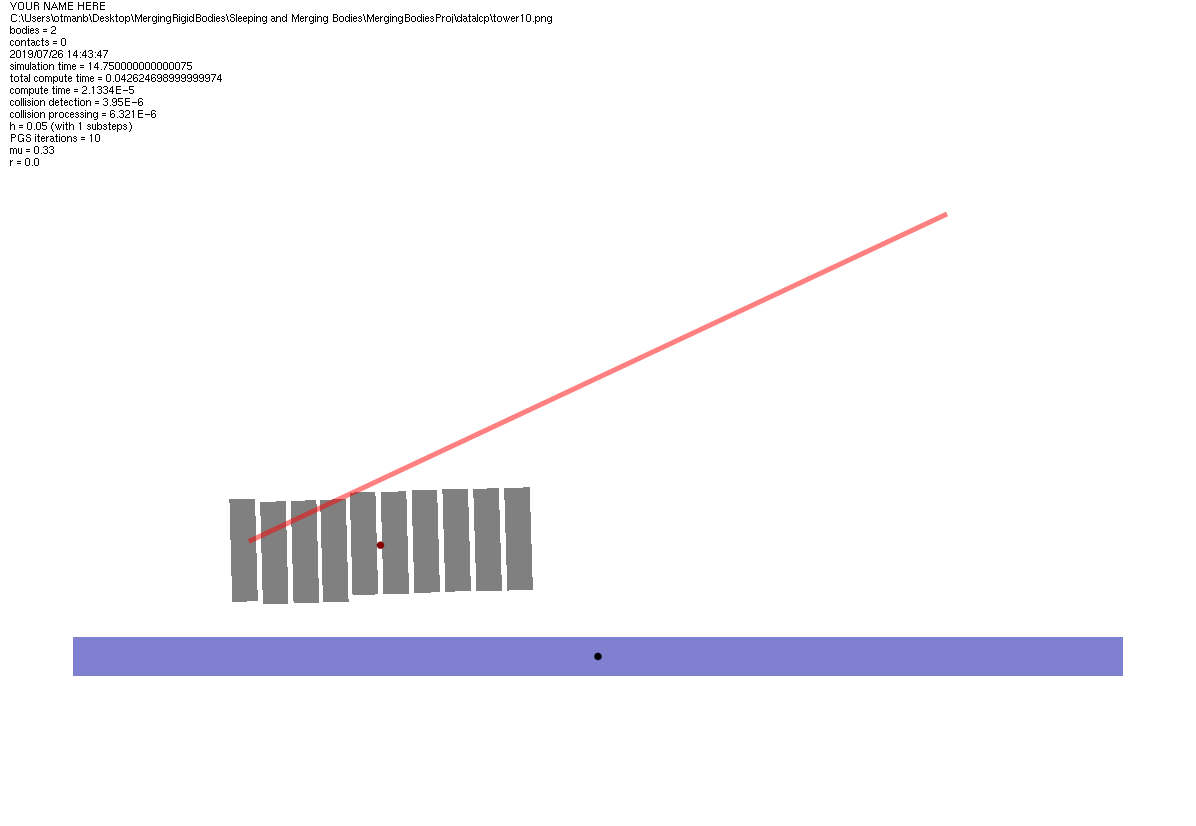 YOUR NAME HERE
C:\Users\otmanb\Desktop\MergingRigidBodies\Sleeping and Merging Bodies\MergingBodiesProj\datalcp\tower10.png
bodies = 2
contacts = 0
2019/07/26 14:43:47
simulation time = 14.750000000000075
total compute time = 0.042624698999999974
compute time = 2.1334E-5
collision detection = 3.95E-6
collision processing = 6.321E-6
h = 0.05 (with 1 substeps)
PGS iterations = 10
mu = 0.33
r = 0.0